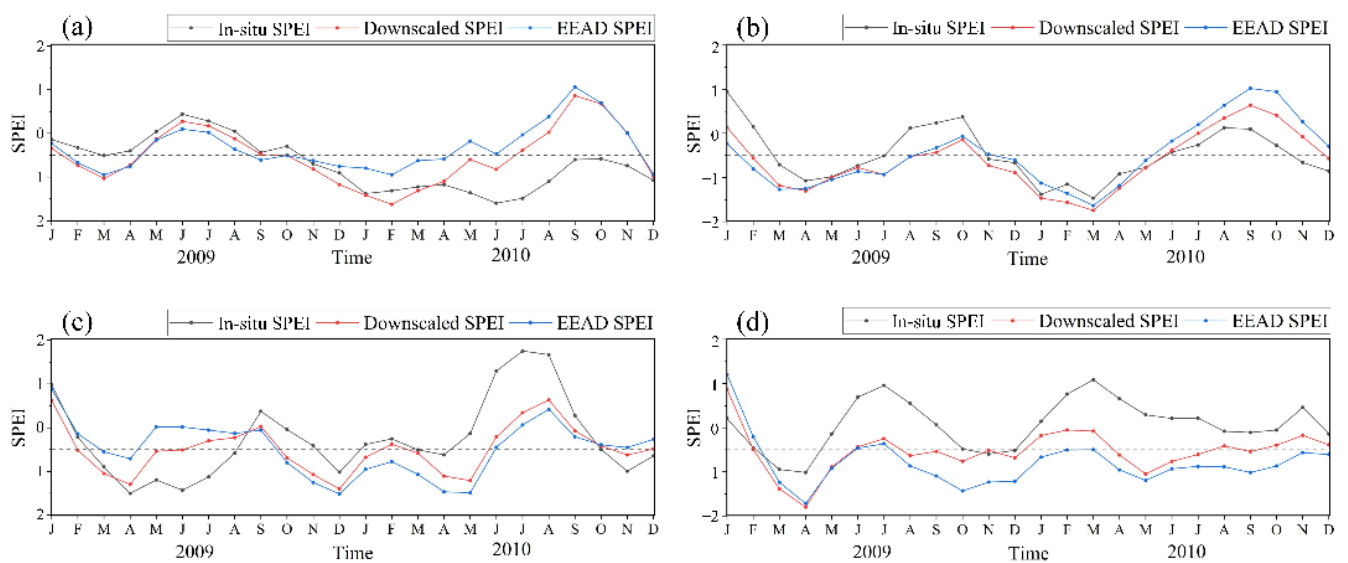 (a) In-situ SPEI Downscaled SPEI EEAD SPEI
2
1
0
1
2
SPEI
J F M A M J J A S O N D J F M A M J J A S O N D
2009 Time 2010
(b) In-situ SPEI Downscaled SPEI EEAD SPEI
2
1
0
−1
−2
SPEI
J F M A M J J A S O N D J F M A M J J A S O N D
2009 Time 2010
(c) In-situ SPEI Downscaled SPEI EEAD SPEI
2
1
0
1
2
SPEI
J F M A M J J A S O N D J F M A M J J A S O N D
2009 Time 2010
(d) In-situ SPEI Downscaled SPEI EEAD SPEI
2
1
0
−1
−2
SPEI
J F M A M J J A S O N D J F M A M J J A S O N D
2009 Time 2010